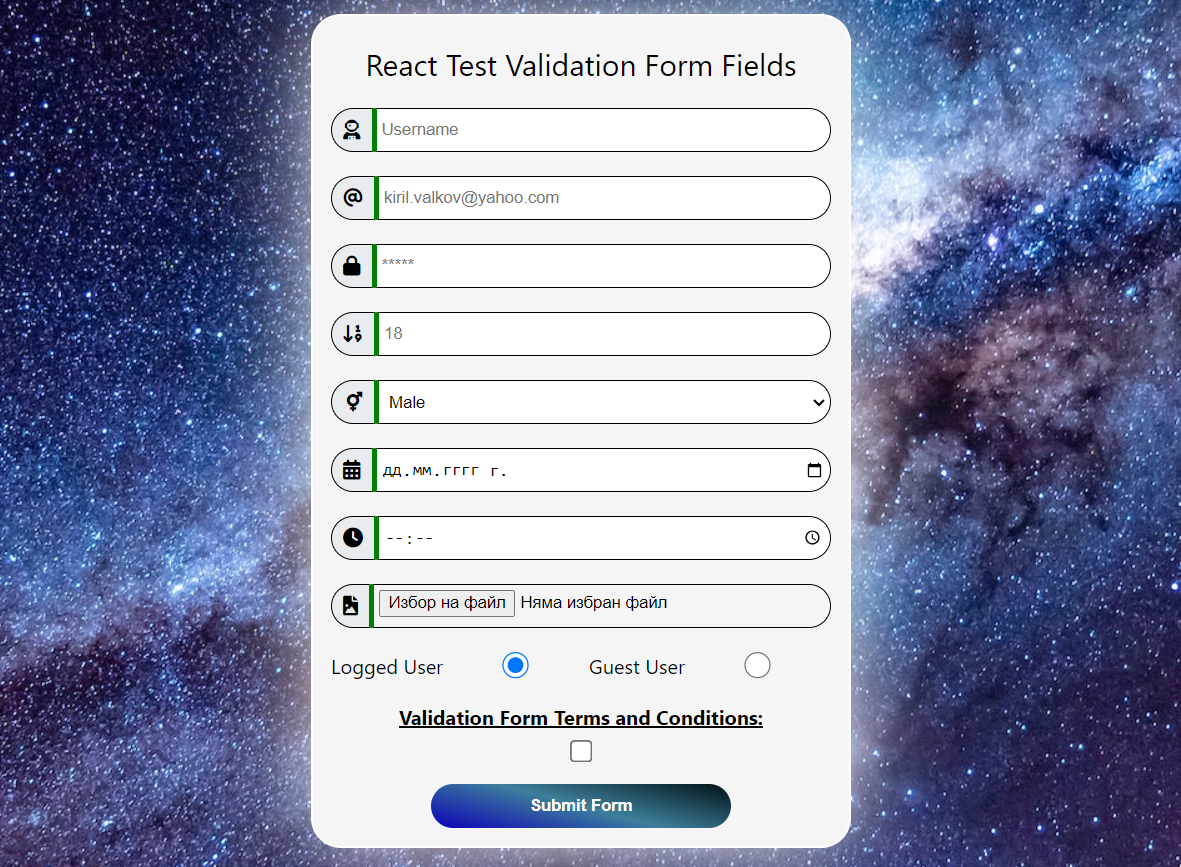 React Test Validation Form Fields
Username
kiril.valkov@yahoo.com
*****
18
Male
дд.мм.гггг г.
--:--
Избор на файл Няма избран файл
Logged User Guest User
Validation Form Terms and Conditions:
Submit Form